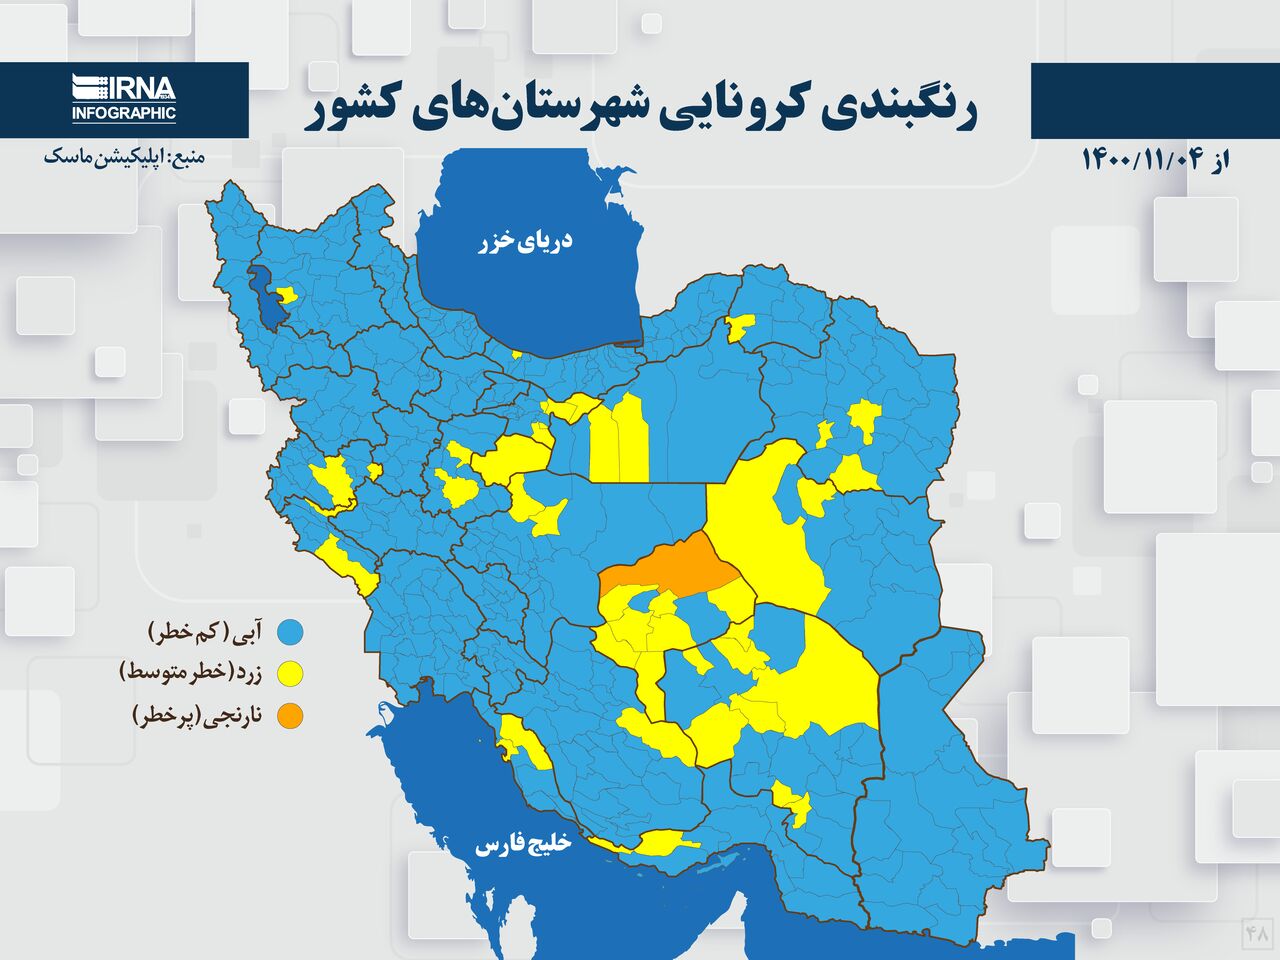 IRNA
INFOGRAPHIC
رنگبندی کرونایی شهرستان‌های کشور
منبع: اپلیکیشن ماسک
از ۱۴۰۰/۱۱/۰۴
دریای خزر
آبی (کم خطر)
زرد (خطر متوسط)
نارنجی (پرخطر)
خلیج فارس
۴۸